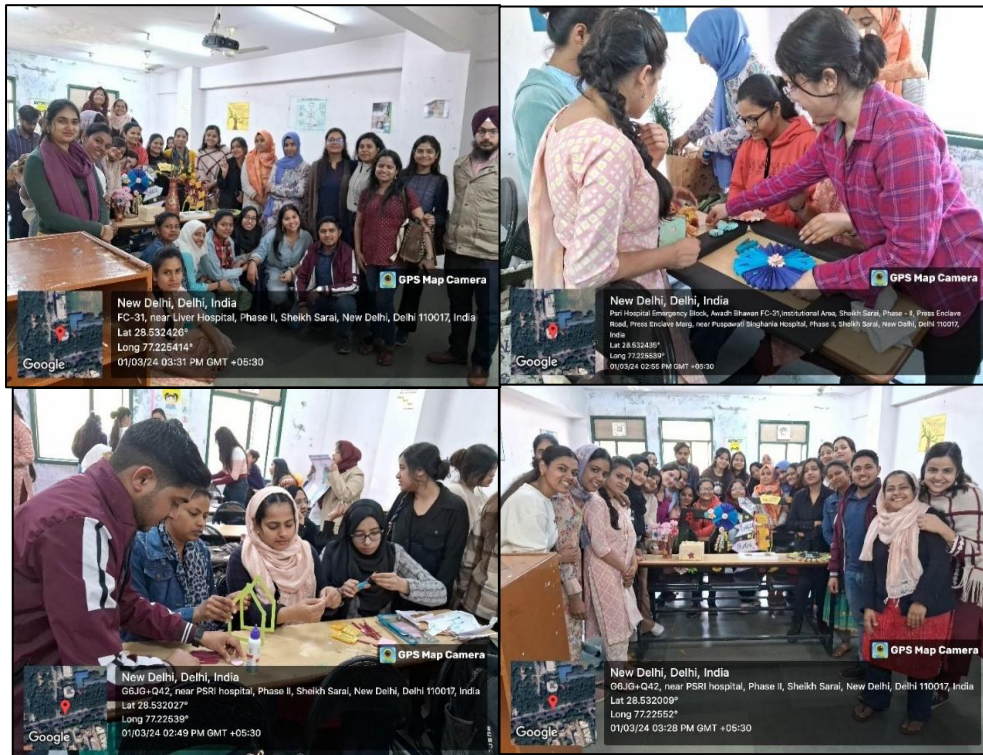 GPS Map Camera
New Delhi, Delhi, India
FC-31, near Liver Hospital, Phase II, Sheikh Sarai, New Delhi, Delhi 110017, India
Lat 28.532426°
Long 77.225414°
01/03/24 03:31 PM GMT +05:30
Google
GPS Map Camera
New Delhi, Delhi, India
Psri Hospital Emergency Block, Awadh Bhawan FC-31,Institutional Area, Sheikh Sarai, Phase - II, Press Enclave
Road, Press Enclave Marg, near Puspawati Singhania Hospital, Phase II, Sheikh Sarai, New Delhi, Delhi 110017,
India
Lat 28.532435°
Long 77.225539°
01/03/24 02:55 PM GMT +05:30
Google
GPS Map Camera
New Delhi, Delhi, India
G6JG+Q42, near PSRI hospital, Phase II, Sheikh Sarai, New Delhi, Delhi 110017, India
Lat 28.532027°
Long 77.22539°
01/03/24 02:49 PM GMT +05:30
Google
GPS Map Camera
New Delhi, Delhi, India
G6JG+Q42, near PSRI hospital, Phase II, Sheikh Sarai, New Delhi, Delhi 110017, India
Lat 28.532009°
Long 77.22552°
01/03/24 03:28 PM GMT +05:30
Google